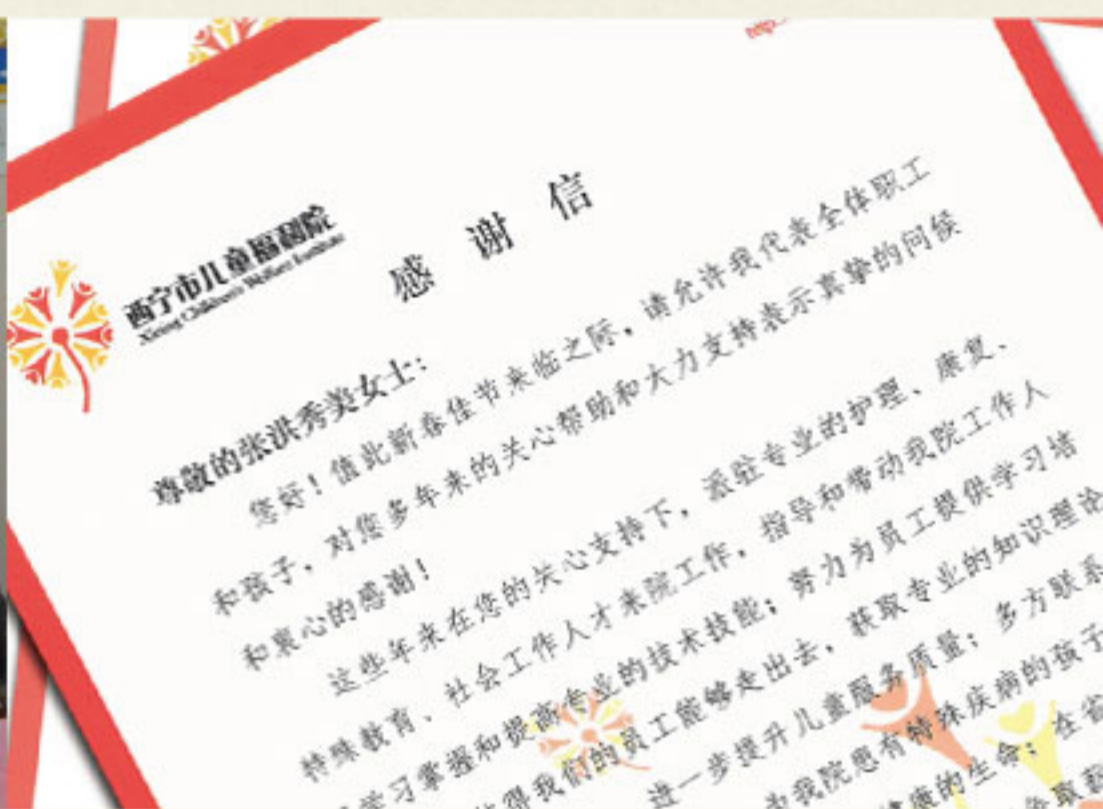 http
西宁市儿童福利院
Xining Children's Welfare Institute
感 谢 信
尊敬的张洪秀美女士：
您好！值此新春佳节来临之际，请允许我代表全体职工
和孩子，对您多年来的关心帮助和大力支持表示真挚的问候
和衷心的感谢！
这些年来在您的关心支持下，派驻专业的护理、康复、
特殊教育、社会工作人才来院工作，指导和带动我院工作人
学习掌握和提高专业的技术技能；努力为员工提供学习培
得我们的员工能够走出去，获取专业的知识理论
进一步提升儿童服务质量；多方联系
为我院患有特殊疾病的孩子
健康的生命；在省